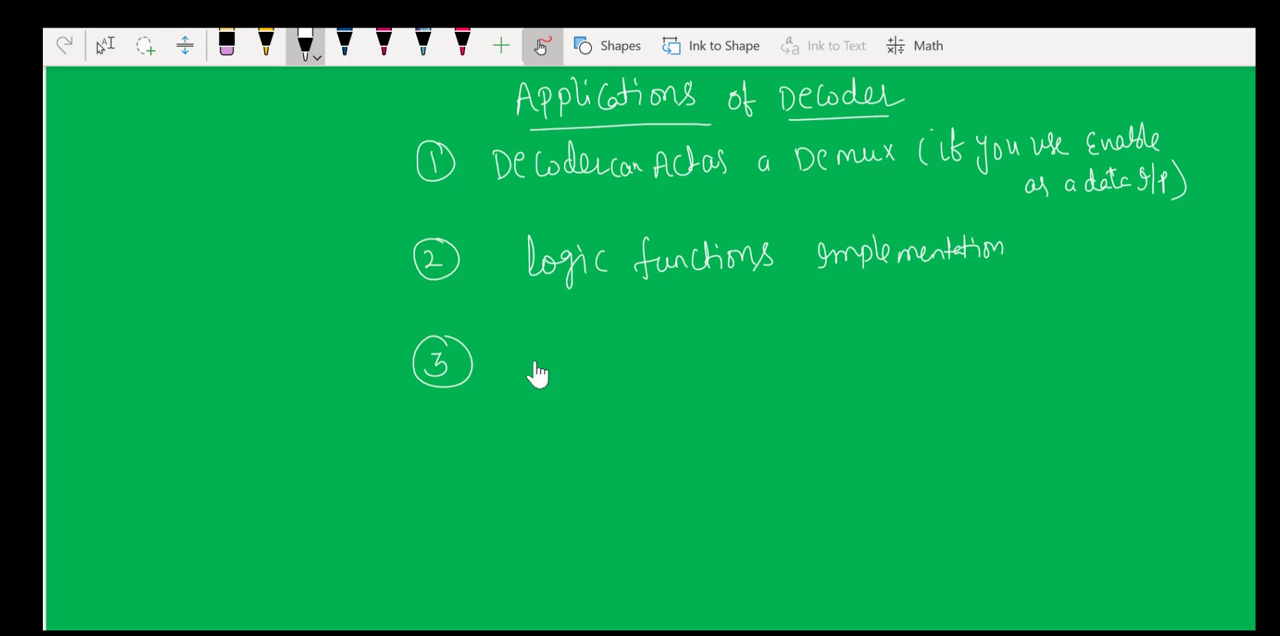 Shapes Ink to Shape Ink to Text Math
Applications of Decoder
① Decoder can Act as a Demux (if you use Enable
as a data I/P)
② Logic functions Implementation
③